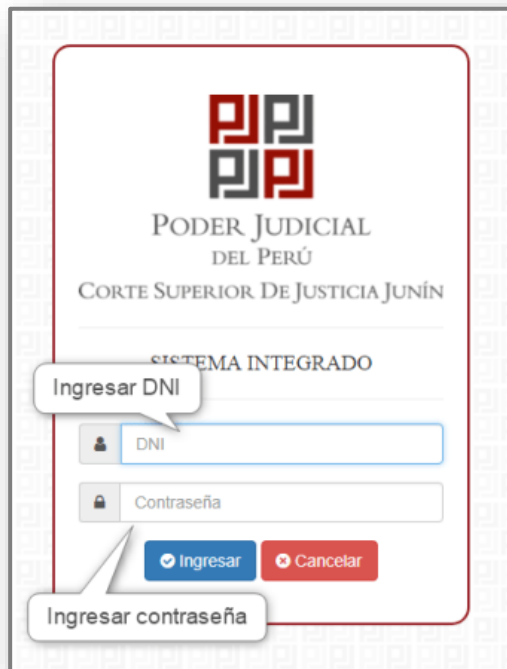 PODER JUDICIAL
DEL PERÚ
CORTE SUPERIOR DE JUSTICIA JUNÍN
SISTEMA INTEGRADO
Ingresar DNI
DNI
Contraseña
Ingresar
Cancelar
Ingresar contraseña